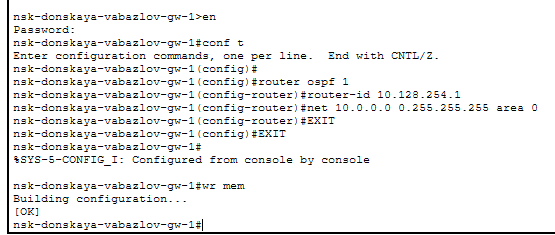 nsk-donskaya-vabazlov-gw-1>en
Password:
nsk-donskaya-vabazlov-gw-1#conf t
Enter configuration commands, one per line.  End with CNTL/Z.
nsk-donskaya-vabazlov-gw-1(config)#
nsk-donskaya-vabazlov-gw-1(config)#router ospf 1
nsk-donskaya-vabazlov-gw-1(config-router)#router-id 10.128.254.1
nsk-donskaya-vabazlov-gw-1(config-router)#net 10.0.0.0 0.255.255.255 area 0
nsk-donskaya-vabazlov-gw-1(config-router)#EXIT
nsk-donskaya-vabazlov-gw-1(config)#EXIT
nsk-donskaya-vabazlov-gw-1#
%SYS-5-CONFIG_I: Configured from console by console
nsk-donskaya-vabazlov-gw-1#wr mem
Building configuration...
[OK]
nsk-donskaya-vabazlov-gw-1#